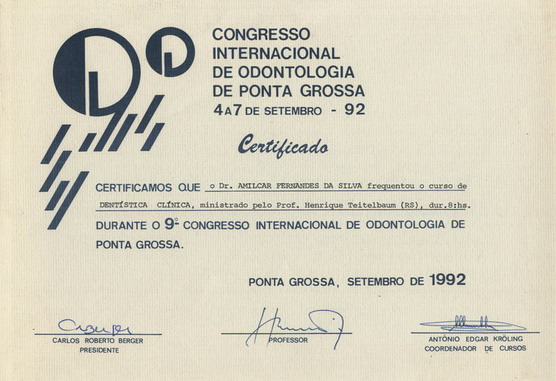 CONGRESSO
INTERNACIONAL
DE ODONTOLOGIA
DE PONTA GROSSA
4 A 7 DE SETEMBRO - 92
Certificado
CERTIFICAMOS QUE o Dr. AMILCAR FERNANDES DA SILVA frequentou o curso de
DENTÍSTICA CLÍNICA, ministrado pelo Prof. Henrique Teitelbaum (RS), dur.8:hs.
DURANTE O 9º CONGRESSO INTERNACIONAL DE ODONTOLOGIA DE
PONTA GROSSA.
PONTA GROSSA, SETEMBRO DE 1992
CARLOS ROBERTO BERGER
PRESIDENTE
PROFESSOR
ANTÔNIO EDGAR KRÖLING
COORDENADOR DE CURSOS